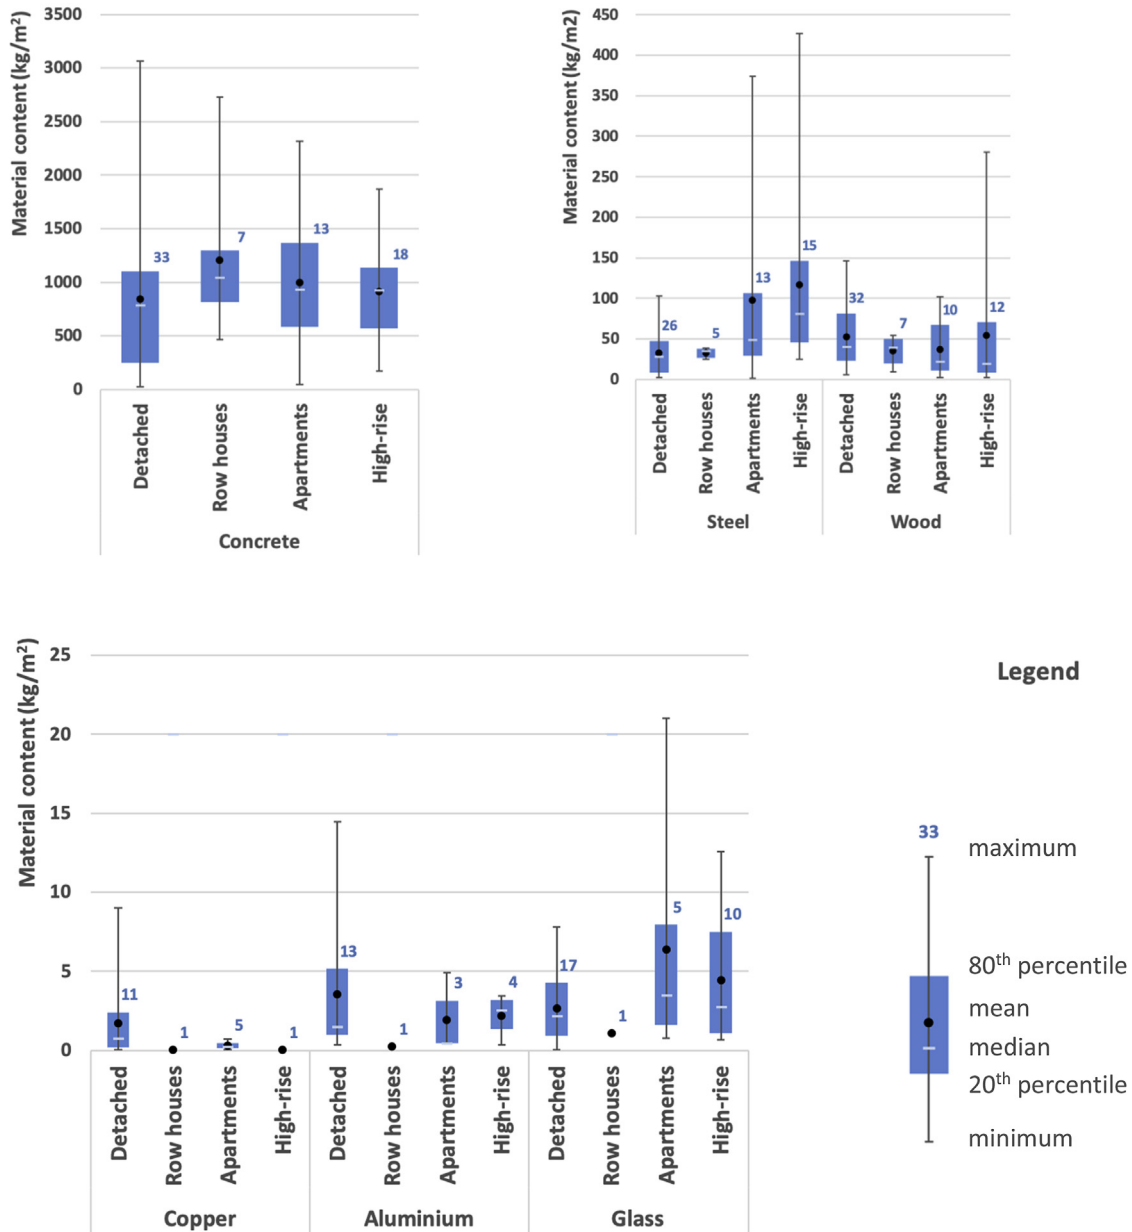 Material content (kg/m²)
3500
3000
2500
2000
1500
1000
500
0
33
7
13
18
Detached
Row houses
Apartments
High-rise
Concrete
Material content (kg/m2)
450
400
350
300
250
200
150
100
50
0
26
5
13
15
32
7
10
12
Detached
Row houses
Apartments
High-rise
Detached
Row houses
Apartments
High-rise
Steel
Wood
Material content (kg/m²)
25
20
15
10
5
0
11
1
5
1
13
1
3
4
17
1
5
10
Detached
Row houses
Apartments
High-rise
Detached
Row houses
Apartments
High-rise
Detached
Row houses
Apartments
High-rise
Copper
Aluminium
Glass
Legend
33
maximum
80th percentile
mean
median
20th percentile
minimum